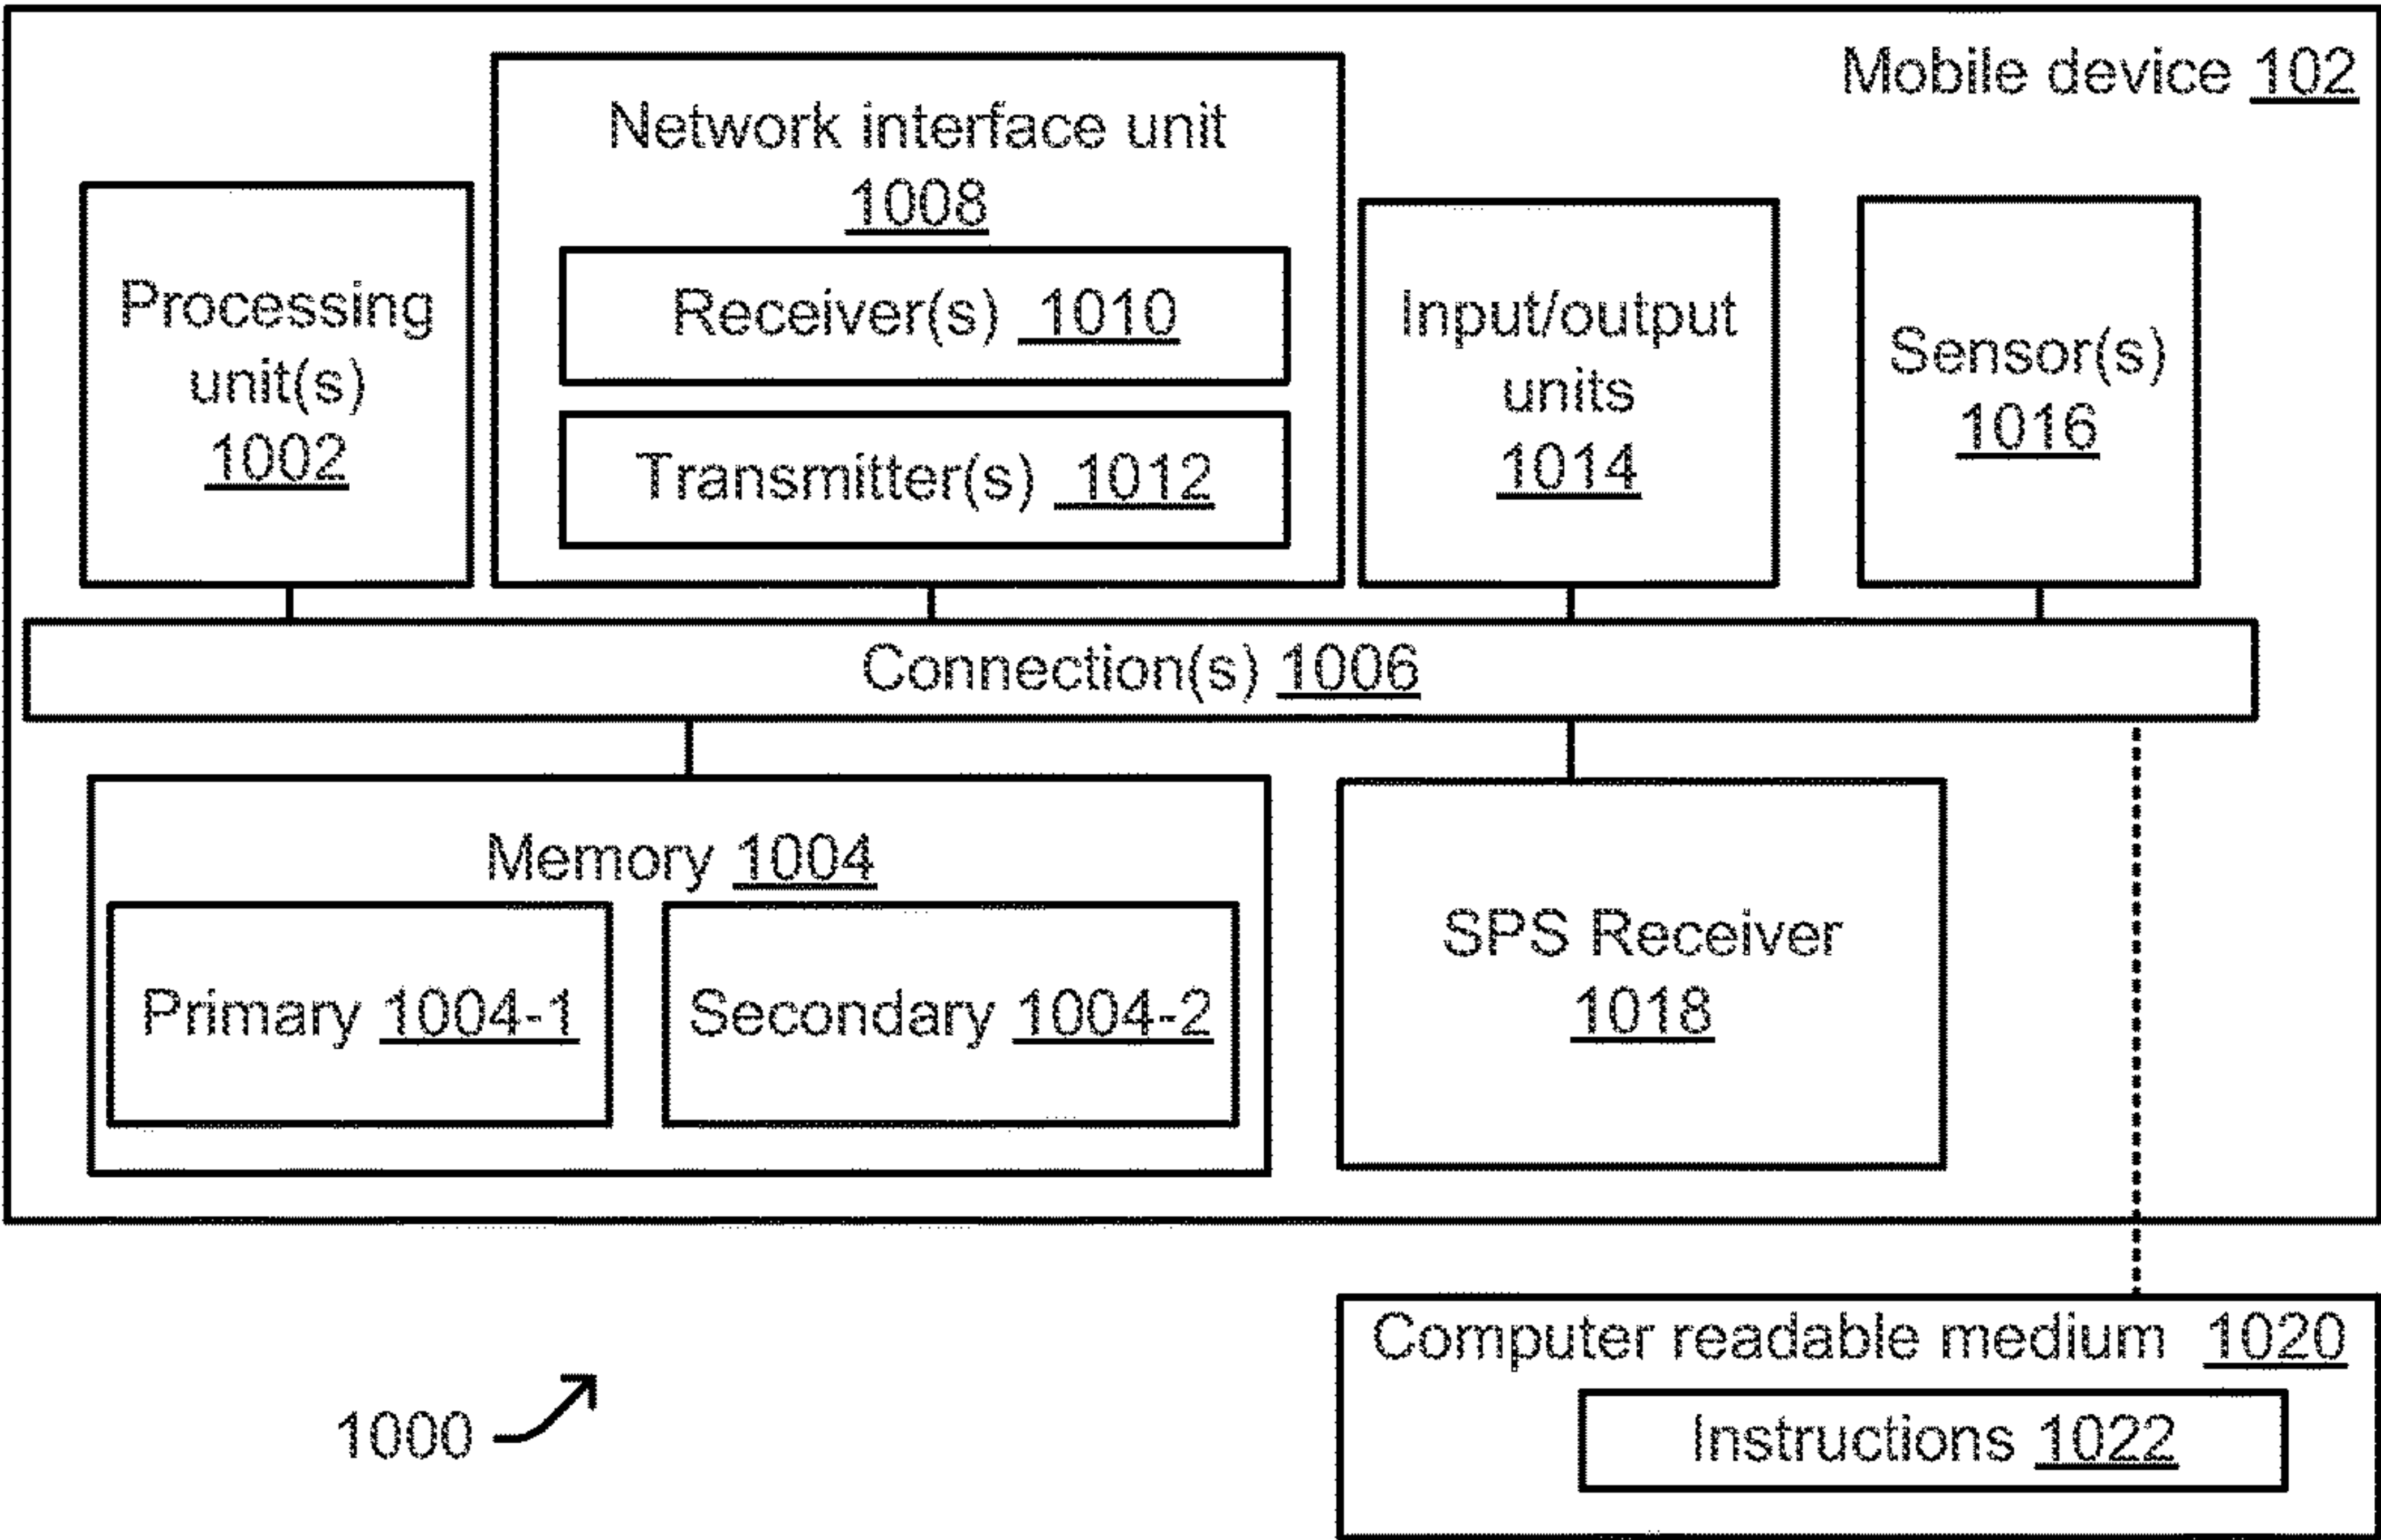 Mobile device 102
Network interface unit
1008
Receiver(s) 1010
Transmitter(s) 1012
Processing
unit(s)
1002
Input/output
units
1014
Sensor(s)
1016
Connection(s) 1006
Memory 1004
Primary 1004-1
Secondary 1004-2
SPS Receiver
1018
Computer readable medium 1020
Instructions 1022
1000